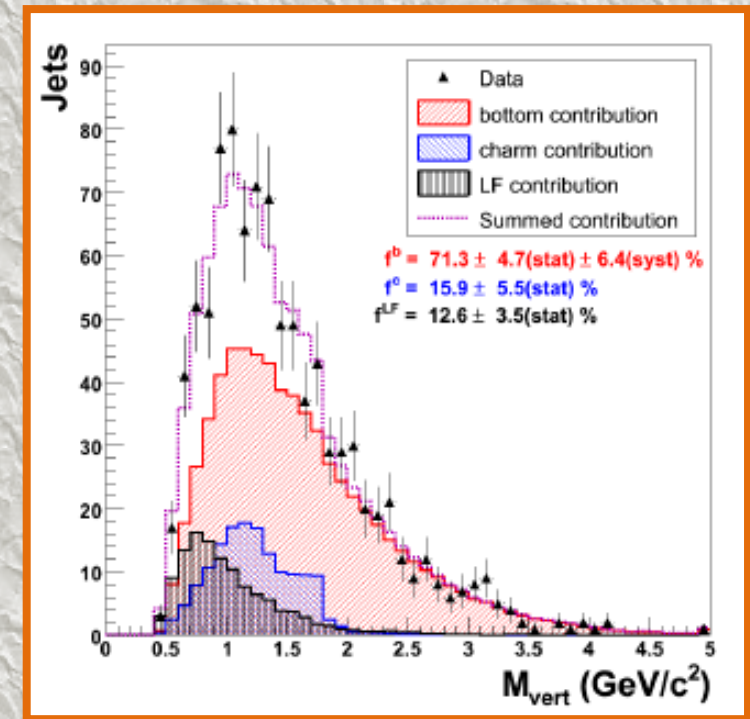 Jets
90
80
70
60
50
40
30
20
10
0
Data
bottom contribution
charm contribution
LF contribution
Summed contribution
f^b = 71.3 ± 4.7(stat) ± 6.4(syst) %
f^c = 15.9 ± 5.5(stat) %
f^LF = 12.6 ± 3.5(stat) %
0 0.5 1 1.5 2 2.5 3 3.5 4 4.5 5
M_vert (GeV/c^2)